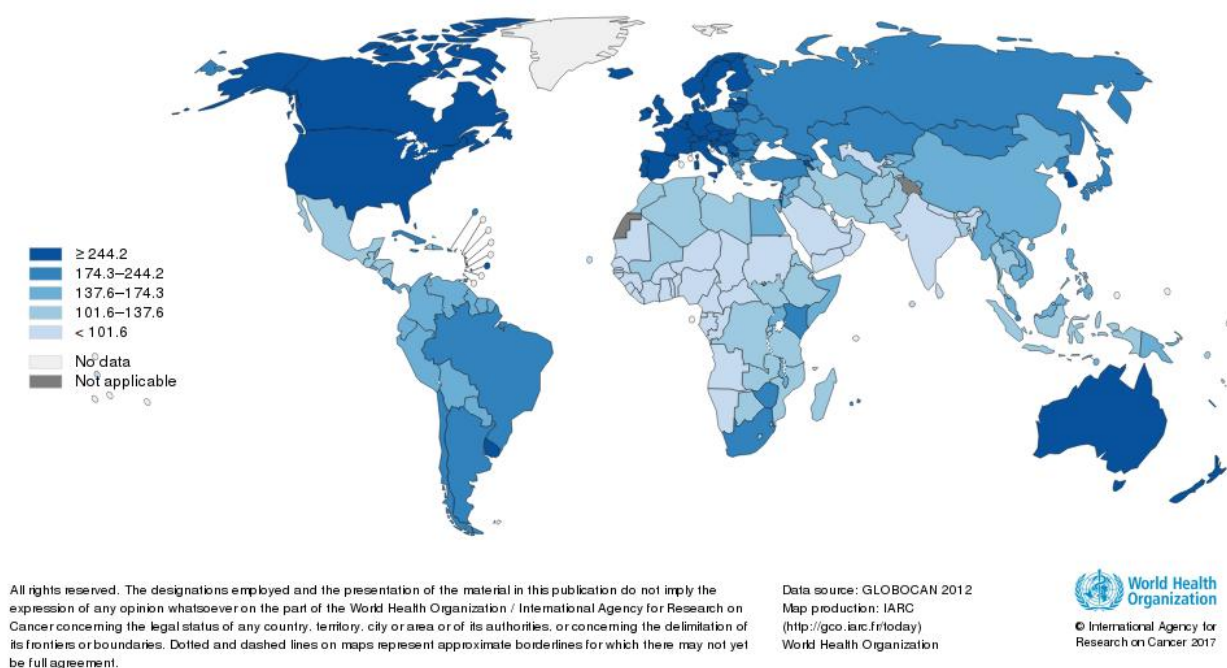 ≥ 244.2
174.3–244.2
137.6–174.3
101.6–137.6
< 101.6
No data
Not applicable
All rights reserved. The designations employed and the presentation of the material in this publication do not imply the
expression of any opinion whatsoever on the part of the World Health Organization / International Agency for Research on
Cancer concerning the legal status of any country, territory, city or area or of its authorities, or concerning the delimitation of
its frontiers or boundaries. Dotted and dashed lines on maps represent approximate borderlines for which there may not yet
be full agreement.
Data source: GLOBOCAN 2012
Map production: IARC
(http://gco.iarc.fr/today)
World Health Organization
World Health
Organization
© International Agency for
Research on Cancer 2017